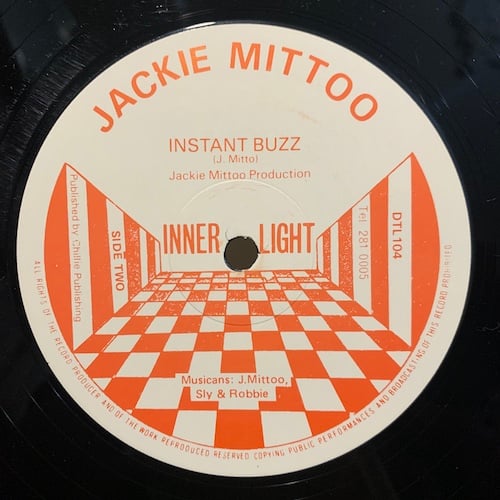 JACKIE MITTOO
INSTANT BUZZ
(J. Mitto)
Jackie Mittoo Production
INNER LIGHT
Published by Chillie Publishing
SIDE TWO
Tel 281 0005
DTL 104
Musicans: J.Mittoo,
Sly & Robbie
ALL RIGHTS OF THE RECORD PRODUCER AND OF THE WORK REPRODUCED RESERVED COPYING PUBLIC PERFORMANCES AND BROADCASTING OF THIS RECORD PROHIBITED